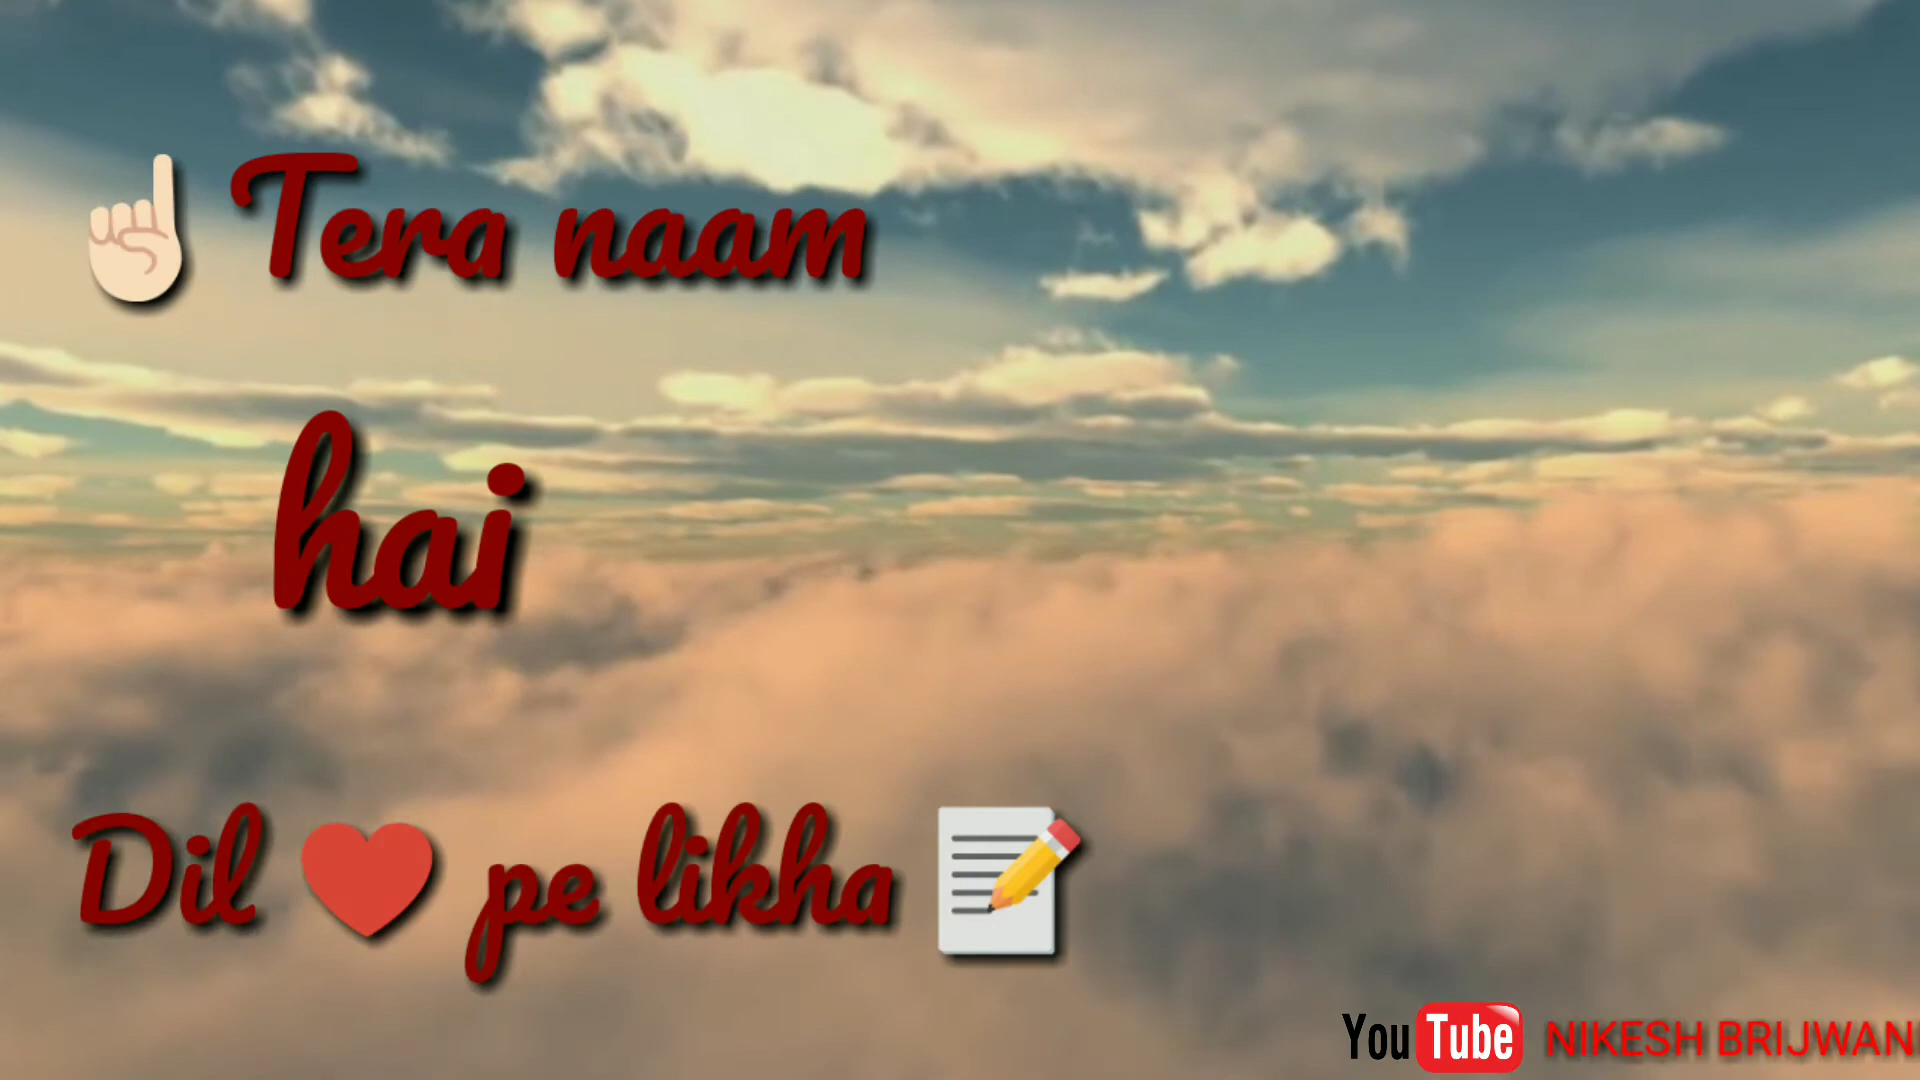 ☝🏻 Tera naam
hai
Dil ❤ pe likha 📝
YouTube NIKESH BRIJWAN